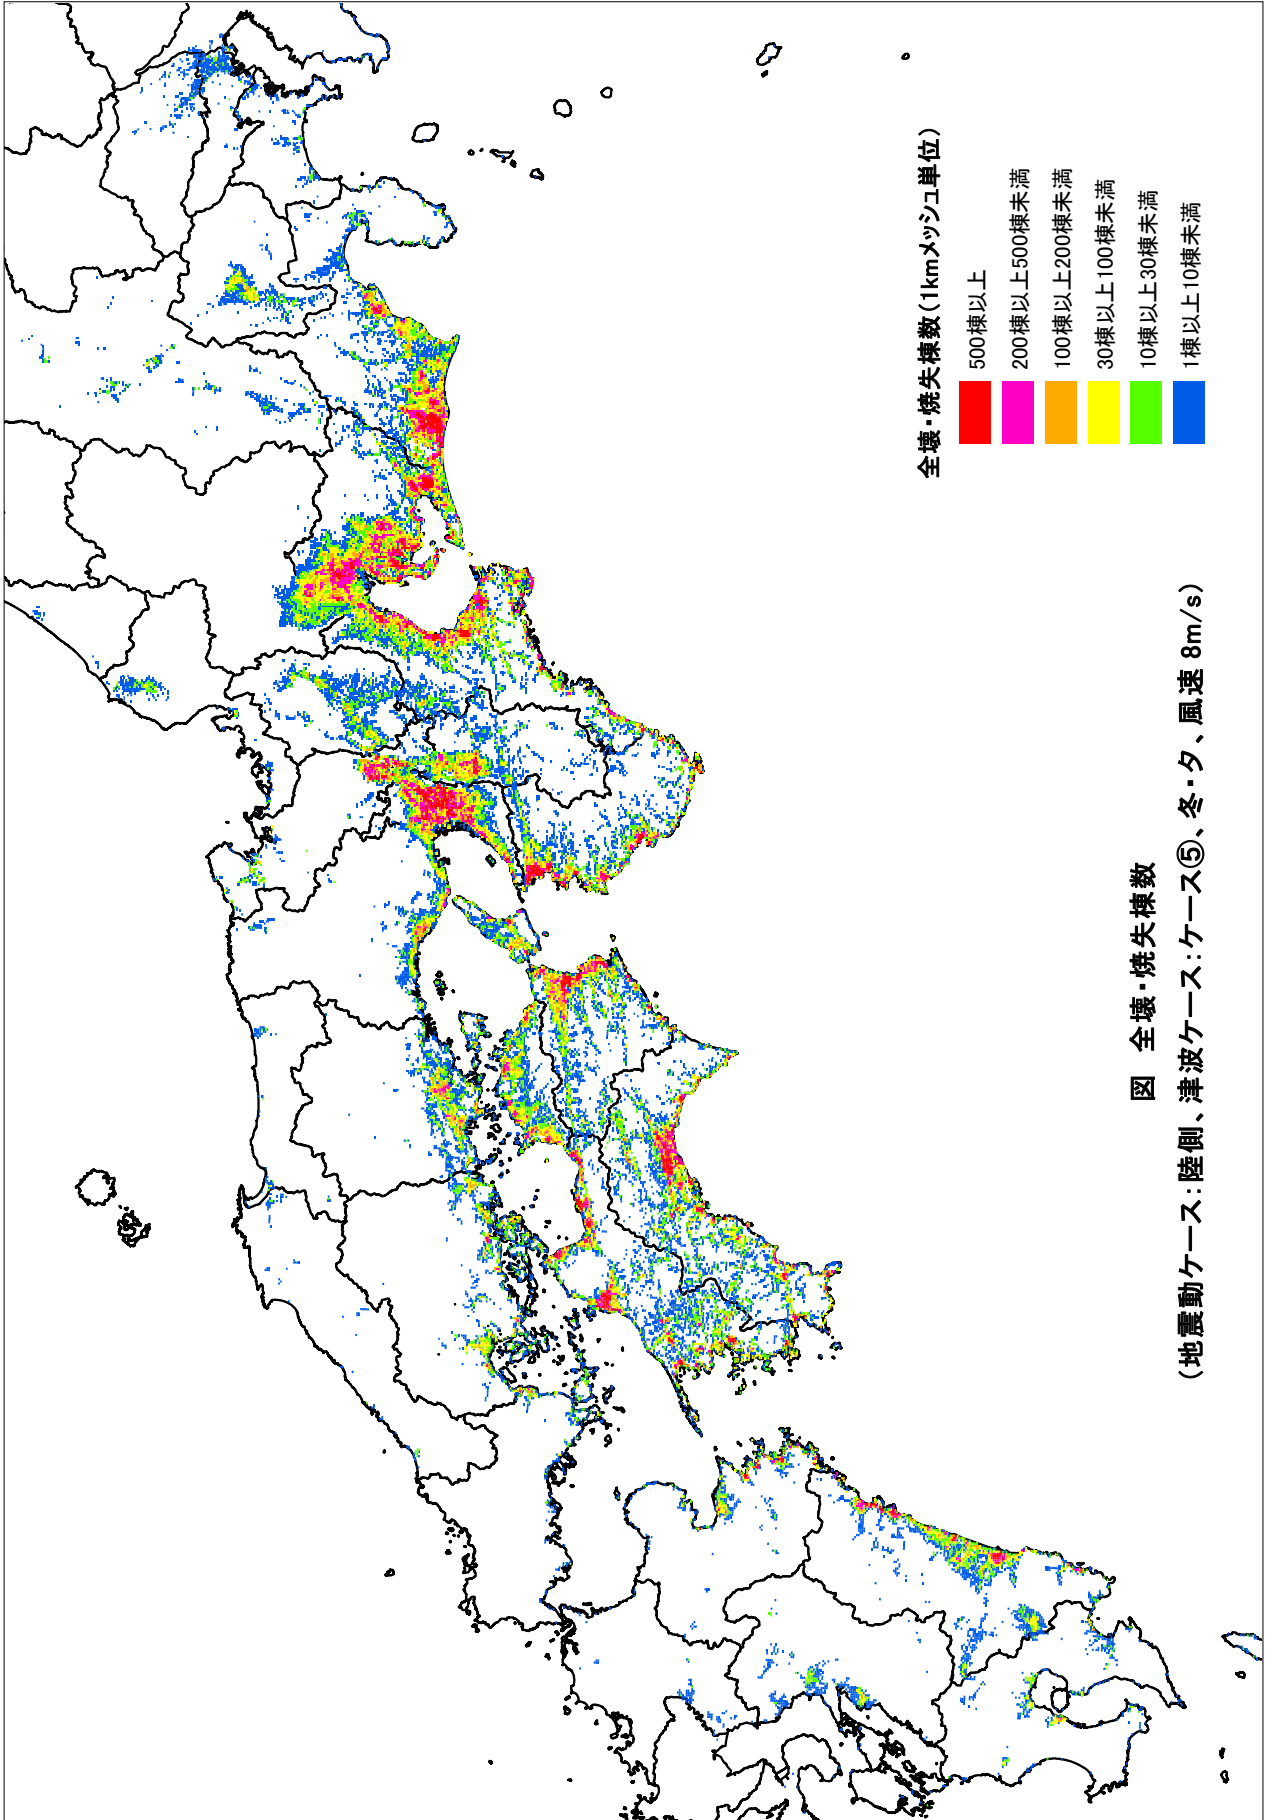 全壊・焼失棟数(1kmメッシュ単位)
500棟以上
200棟以上500棟未満
100棟以上200棟未満
30棟以上100棟未満
10棟以上30棟未満
1棟以上10棟未満
図 全壊・焼失棟数
(地震動ケース:陸側、津波ケース:ケース⑤、冬・夕、風速 8m/s)